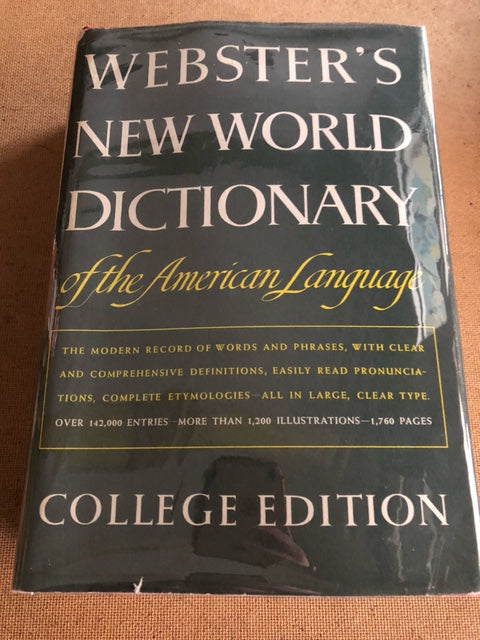 WEBSTER'S
NEW WORLD
DICTIONARY
of the American Language
THE MODERN RECORD OF WORDS AND PHRASES, WITH CLEAR
AND COMPREHENSIVE DEFINITIONS, EASILY READ PRONUNCIA-
TIONS, COMPLETE ETYMOLOGIES—ALL IN LARGE, CLEAR TYPE.
OVER 142,000 ENTRIES—MORE THAN 1,200 ILLUSTRATIONS—1,760 PAGES
COLLEGE EDITION